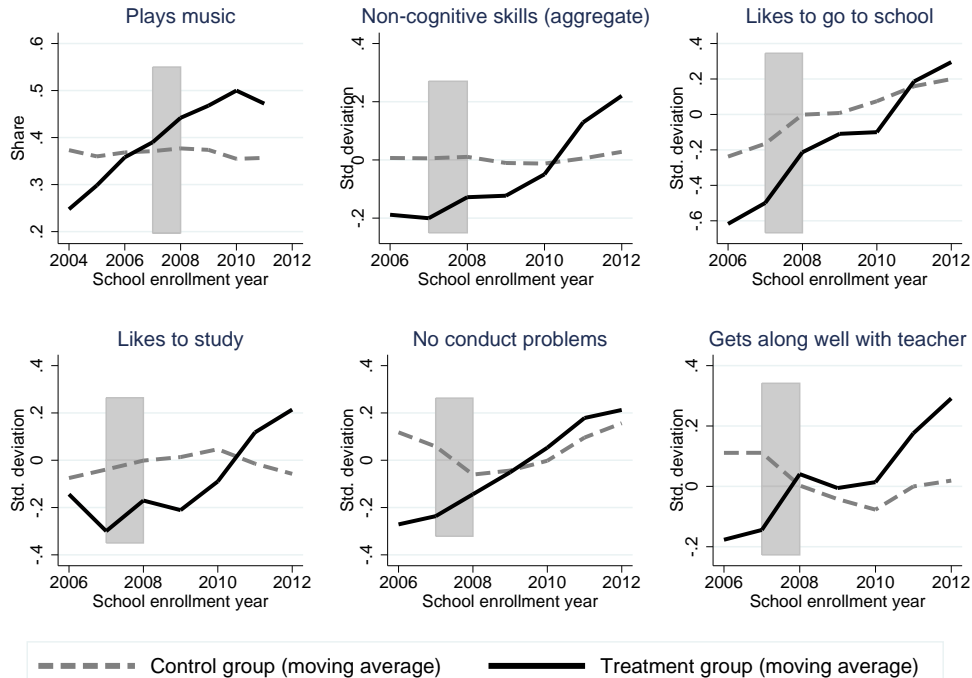 Plays music
Non-cognitive skills (aggregate)
Likes to go to school
Share
.2
.3
.4
.5
.6
2004
2006
2008
2010
2012
School enrollment year
Std. deviation
-.2
0
.2
.4
2006
2008
2010
2012
School enrollment year
Std. deviation
-.6
-.4
-.2
0
.2
.4
2006
2008
2010
2012
School enrollment year
Likes to study
No conduct problems
Gets along well with teacher
Std. deviation
-.4
-.2
0
.2
.4
2006
2008
2010
2012
School enrollment year
Std. deviation
-.4
-.2
0
.2
.4
2006
2008
2010
2012
School enrollment year
Std. deviation
-.2
0
.2
.4
2006
2008
2010
2012
School enrollment year
Control group (moving average)
Treatment group (moving average)